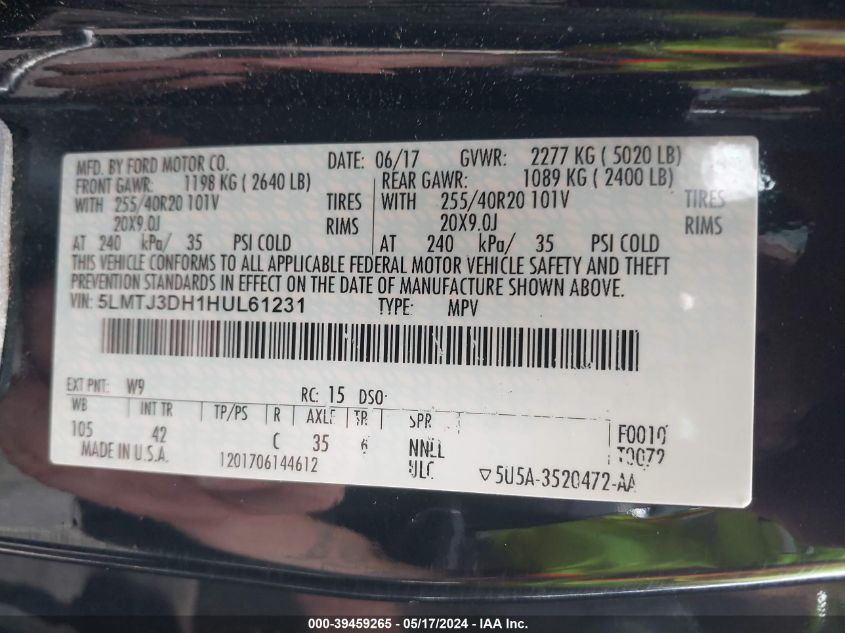 MFD. BY FORD MOTOR CO. DATE: 06/17 GVWR: 2277 KG ( 5020 LB)
FRONT GAWR: 1198 KG ( 2640 LB) REAR GAWR: 1089 KG ( 2400 LB)
WITH 255/40R20 101V TIRES WITH 255/40R20 101V TIRES
20X9.0J RIMS 20X9.0J RIMS
AT 240 kPa/ 35 PSI COLD AT 240 kPa/ 35 PSI COLD
THIS VEHICLE CONFORMS TO ALL APPLICABLE FEDERAL MOTOR VEHICLE SAFETY AND THEFT
PREVENTION STANDARDS IN EFFECT ON THE DATE OF MANUFACTURE SHOWN ABOVE.
VIN: 5LMTJ3DH1HUL61231 TYPE: MPV
EXT PNT: W9 RC: 15 DSO:
WB INT TR TP/PS R AXLE TR SPR
105 42 C 35 6 NNLL F0010
MADE IN U.S.A. 1201706144612 ULC T0072
▽5U5A-3520472-AA
000-39459265 - 05/17/2024 - IAA Inc.